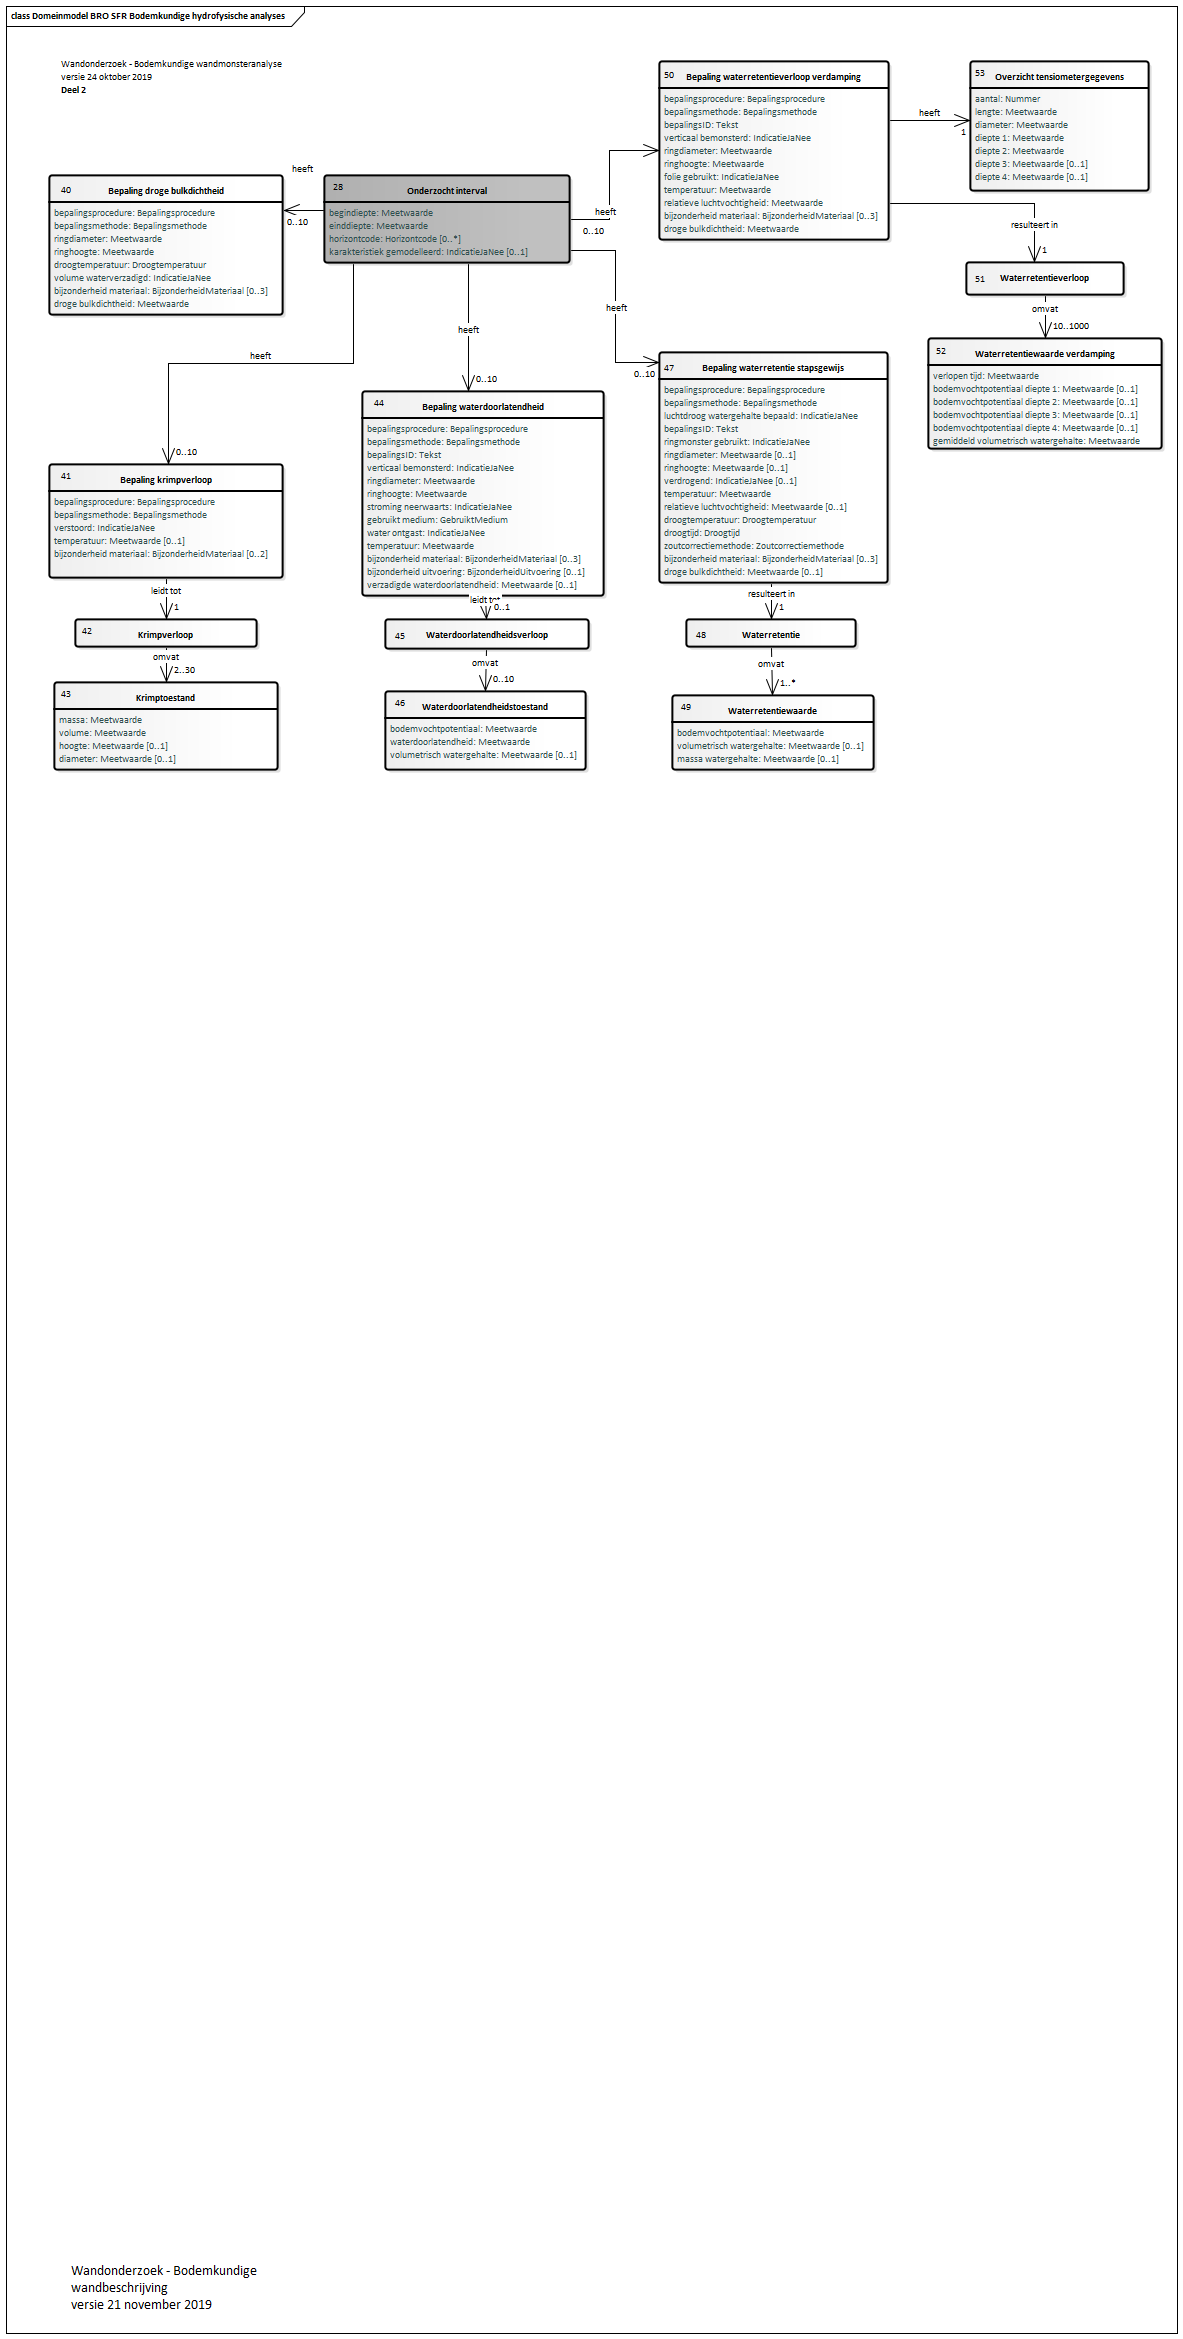 class Domeinmodel BRO SFR Bodemkundige hydrofysische analyses
Wandonderzoek - Bodemkundige wandmonsteranalyse
versie 24 oktober 2019
Deel 2
50 Bepaling waterretentieverloop verdamping
bepalingsprocedure: Bepalingsprocedure
bepalingsmethode: Bepalingsmethode
bepalingsID: Tekst
verticaal bemonsterd: IndicatieJaNee
ringdiameter: Meetwaarde
ringhoogte: Meetwaarde
folie gebruikt: IndicatieJaNee
temperatuur: Meetwaarde
relatieve luchtvochtigheid: Meetwaarde
bijzonderheid materiaal: BijzonderheidMateriaal [0..3]
droge bulkdichtheid: Meetwaarde
heeft
1
53 Overzicht tensiometergegevens
aantal: Nummer
lengte: Meetwaarde
diameter: Meetwaarde
diepte 1: Meetwaarde
diepte 2: Meetwaarde
diepte 3: Meetwaarde [0..1]
diepte 4: Meetwaarde [0..1]
heeft
0..10
40 Bepaling droge bulkdichtheid
bepalingsprocedure: Bepalingsprocedure
bepalingsmethode: Bepalingsmethode
ringdiameter: Meetwaarde
ringhoogte: Meetwaarde
droogtemperatuur: Droogtemperatuur
volume waterverzadigd: IndicatieJaNee
bijzonderheid materiaal: BijzonderheidMateriaal [0..3]
droge bulkdichtheid: Meetwaarde
28 Onderzocht interval
begindiepte: Meetwaarde
einddiepte: Meetwaarde
horizontcode: Horizontcode [0..*]
karakteristiek gemodelleerd: IndicatieJaNee [0..1]
heeft
0..10
resulteert in
1
51 Waterretentieverloop
omvat
10..1000
52 Waterretentiewaarde verdamping
verlopen tijd: Meetwaarde
bodemvochtpotentiaal diepte 1: Meetwaarde [0..1]
bodemvochtpotentiaal diepte 2: Meetwaarde [0..1]
bodemvochtpotentiaal diepte 3: Meetwaarde [0..1]
bodemvochtpotentiaal diepte 4: Meetwaarde [0..1]
gemiddeld volumetrisch watergehalte: Meetwaarde
heeft
0..10
heeft
0..10
heeft
0..10
47 Bepaling waterretentie stapsgewijs
bepalingsprocedure: Bepalingsprocedure
bepalingsmethode: Bepalingsmethode
luchtdroog watergehalte bepaald: IndicatieJaNee
bepalingsID: Tekst
ringmonster gebruikt: IndicatieJaNee
ringdiameter: Meetwaarde [0..1]
ringhoogte: Meetwaarde [0..1]
verdrogend: IndicatieJaNee [0..1]
temperatuur: Meetwaarde
relatieve luchtvochtigheid: Meetwaarde [0..1]
droogtemperatuur: Droogtemperatuur
droogtijd: Droogtijd
zoutcorrectiemethode: Zoutcorrectiemethode
bijzonderheid materiaal: BijzonderheidMateriaal [0..3]
droge bulkdichtheid: Meetwaarde [0..1]
44 Bepaling waterdoorlatendheid
bepalingsprocedure: Bepalingsprocedure
bepalingsmethode: Bepalingsmethode
bepalingsID: Tekst
verticaal bemonsterd: IndicatieJaNee
ringdiameter: Meetwaarde
ringhoogte: Meetwaarde
stroming neerwaarts: IndicatieJaNee
gebruikt medium: GebruiktMedium
water ontgast: IndicatieJaNee
temperatuur: Meetwaarde
bijzonderheid materiaal: BijzonderheidMateriaal [0..3]
bijzonderheid uitvoering: BijzonderheidUitvoering [0..1]
verzadigde waterdoorlatendheid: Meetwaarde [0..1]
41 Bepaling krimpverloop
bepalingsprocedure: Bepalingsprocedure
bepalingsmethode: Bepalingsmethode
verstoord: IndicatieJaNee
temperatuur: Meetwaarde [0..1]
bijzonderheid materiaal: BijzonderheidMateriaal [0..2]
leidt tot
1
42 Krimpverloop
omvat
2..30
43 Krimptoestand
massa: Meetwaarde
volume: Meetwaarde
hoogte: Meetwaarde [0..1]
diameter: Meetwaarde [0..1]
leidt tot
0..1
45 Waterdoorlatendheidsverloop
omvat
0..10
46 Waterdoorlatendheidstoestand
bodemvochtpotentiaal: Meetwaarde
waterdoorlatendheid: Meetwaarde
volumetrisch watergehalte: Meetwaarde [0..1]
resulteert in
1
48 Waterretentie
omvat
1..*
49 Waterretentiewaarde
bodemvochtpotentiaal: Meetwaarde
volumetrisch watergehalte: Meetwaarde [0..1]
massa watergehalte: Meetwaarde [0..1]
Wandonderzoek - Bodemkundige
wandbeschrijving
versie 21 november 2019